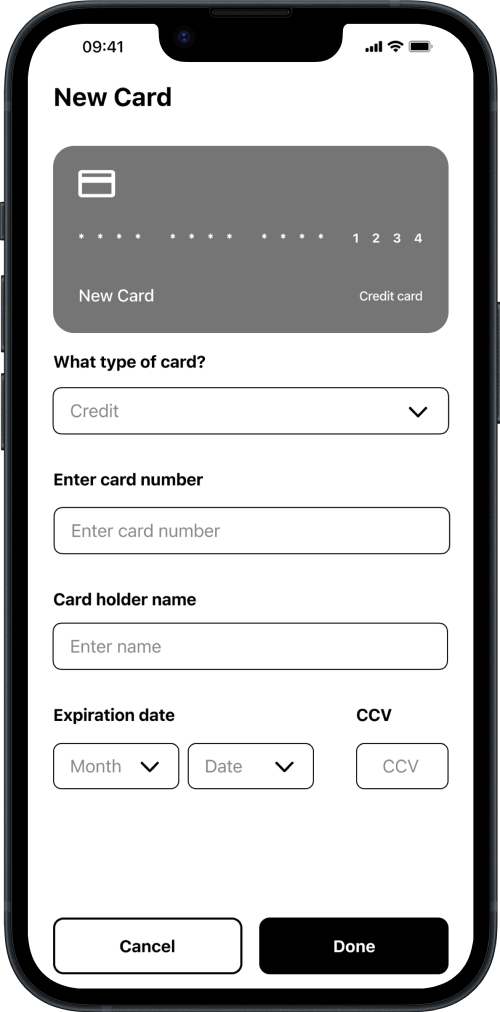 09:41
New Card
* * * * * * * * * * * * 1 2 3 4
New Card Credit card
What type of card?
Credit
Enter card number
Enter card number
Card holder name
Enter name
Expiration date CCV
Month Date CCV
Cancel Done